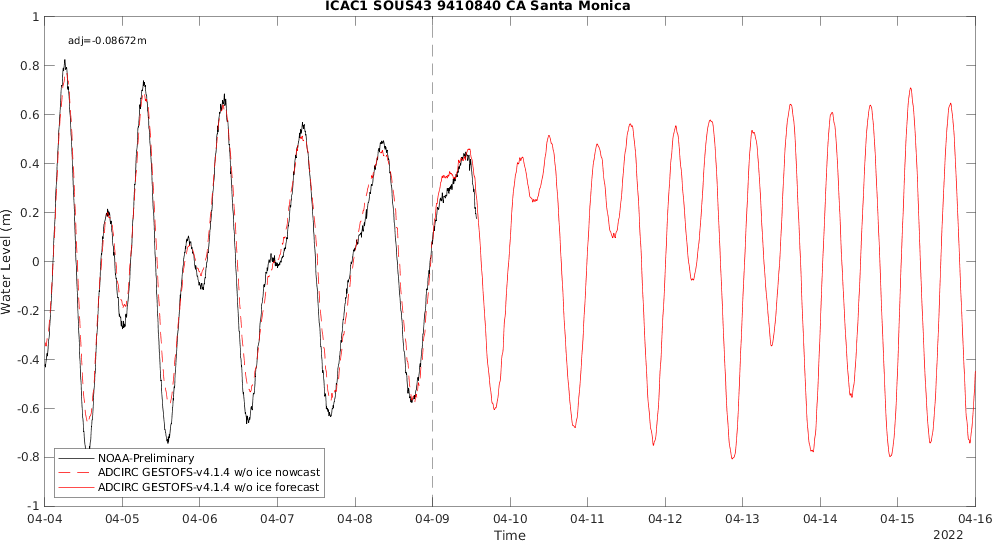 ICAC1 SOUS43 9410840 CA Santa Monica
adj=-0.08672m
1
0.8
0.6
0.4
0.2
0
-0.2
-0.4
-0.6
-0.8
-1
Water Level (m)
NOAA-Preliminary
ADCIRC GESTOFS-v4.1.4 w/o ice nowcast
ADCIRC GESTOFS-v4.1.4 w/o ice forecast
04-04 04-05 04-06 04-07 04-08 04-09 04-10 04-11 04-12 04-13 04-14 04-15 04-16
Time
2022